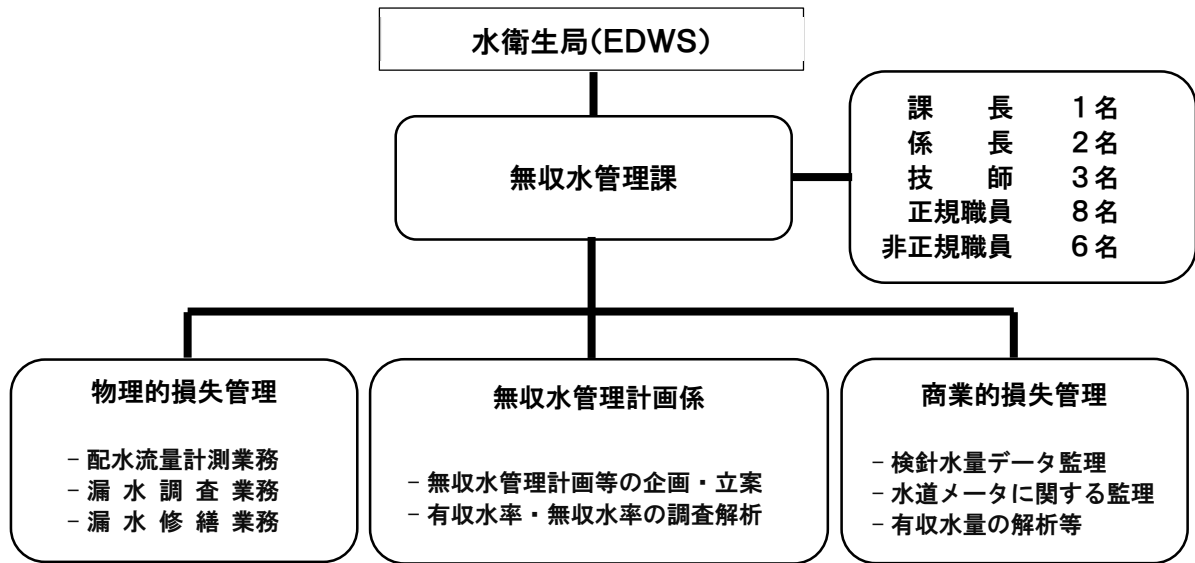 水衛生局(EDWS)
無収水管理課
課　　長　　1名
係　　長　　2名
技　　師　　3名
正規職員　　8名
非正規職員　　6名
物理的損失管理
- 配水流量計測業務
- 漏 水 調 査 業務
- 漏 水 修 繕 業務
無収水管理計画係
- 無収水管理計画等の企画・立案
- 有収水率・無収水率の調査解析
商業的損失管理
- 検針水量データ監理
- 水道メータに関する監理
- 有収水量の解析等